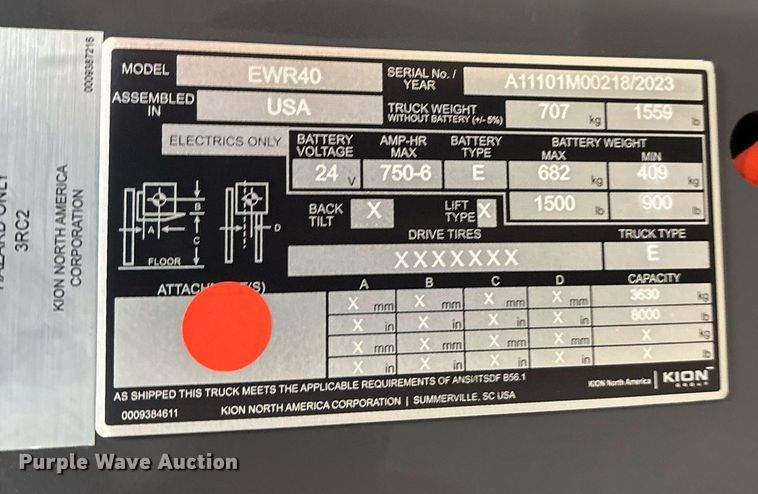 0009387216
3RC2
KION NORTH AMERICA
CORPORATION
MODEL EWR40 SERIAL No. / YEAR A11101M00218/2023
ASSEMBLED IN USA TRUCK WEIGHT WITHOUT BATTERY (+/- 5%) 707 kg 1559 lb
ELECTRICS ONLY BATTERY VOLTAGE AMP-HR MAX BATTERY TYPE BATTERY WEIGHT
MAX MIN
24 V 750-6 E 682 kg 409 kg
1500 lb 900 lb
BACK TILT X LIFT TYPE X
A B C D
FLOOR
DRIVE TIRES TRUCK TYPE
XXXXXXX E
A B C D CAPACITY
X mm X mm X mm X mm 3630 kg
X in X in X in X in 8000 lb
X mm X mm X mm X mm X kg
X in X in X in X in X lb
AS SHIPPED THIS TRUCK MEETS THE APPLICABLE REQUIREMENTS OF ANSI/ITSDF B56.1
KION North America | KION GROUP
0009384611 KION NORTH AMERICA CORPORATION | SUMMERVILLE, SC USA
Purple Wave Auction